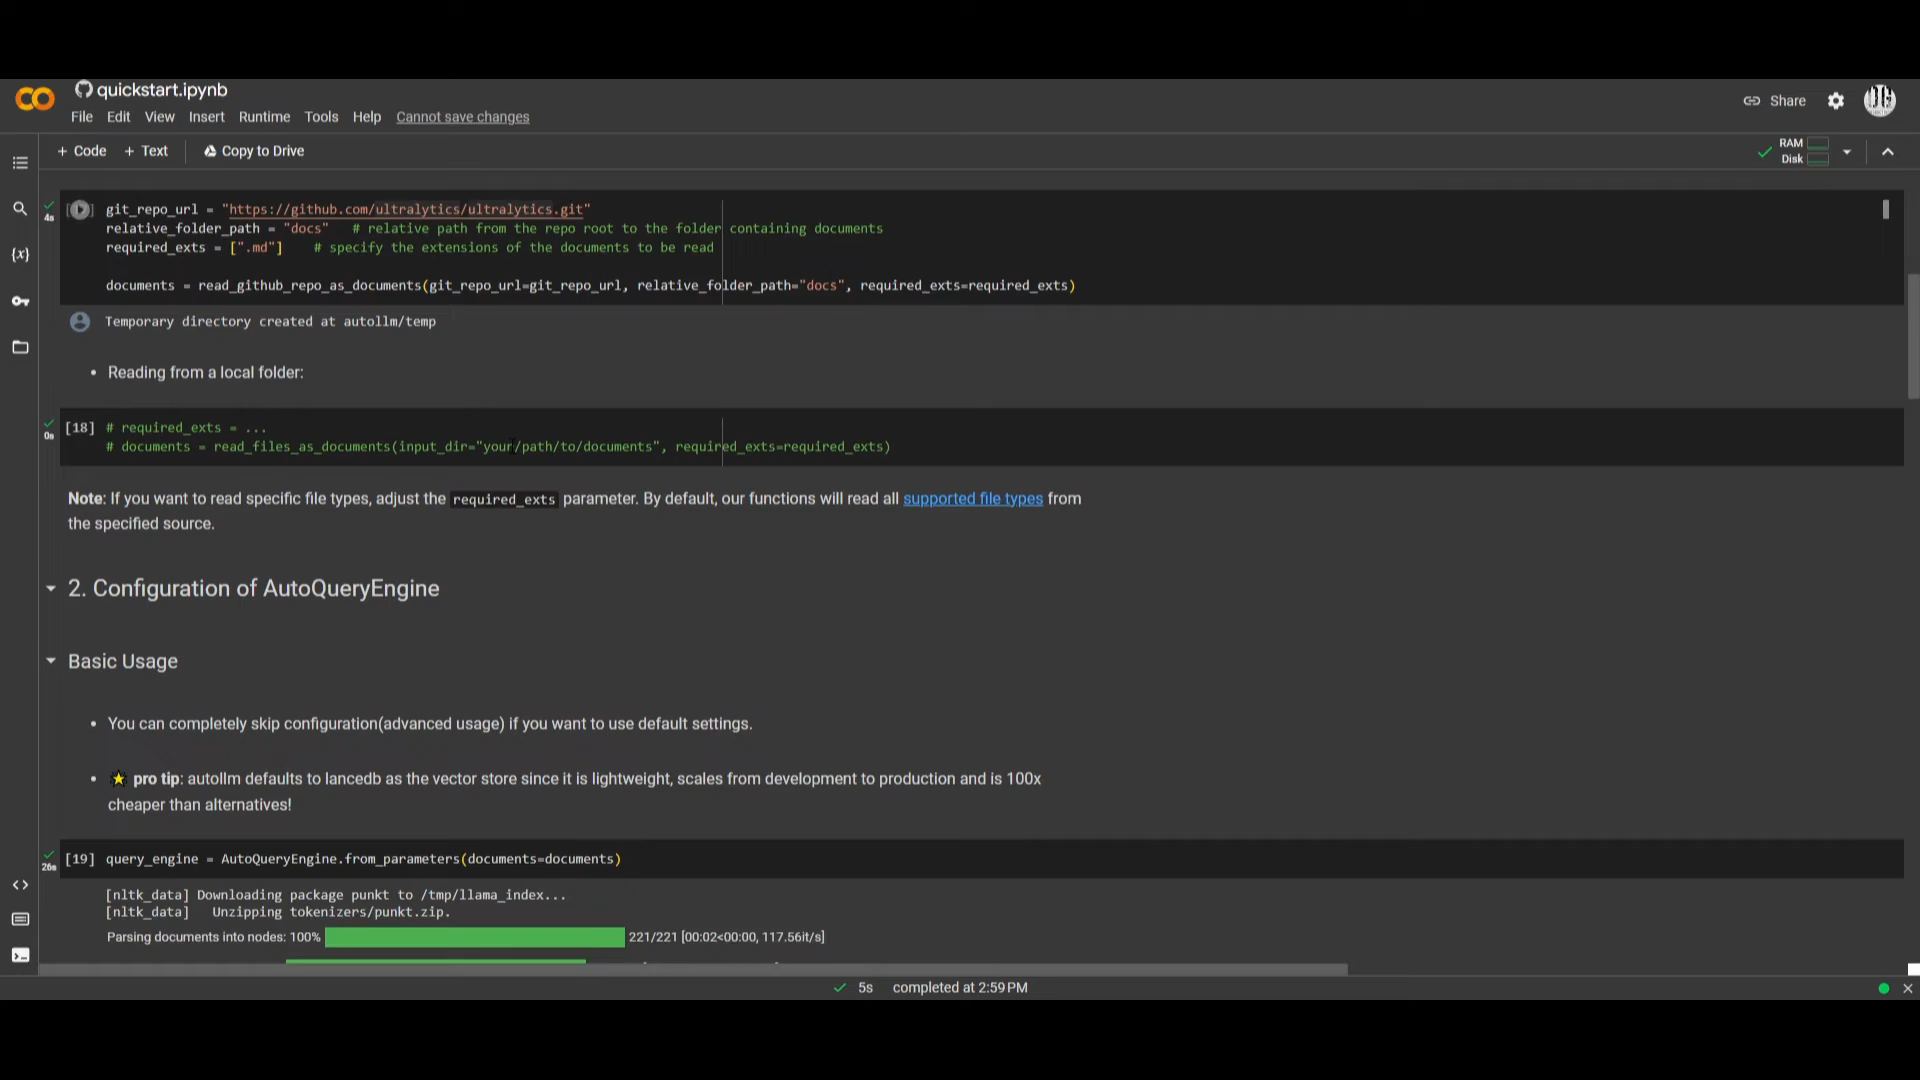 quickstart.ipynb
File Edit View Insert Runtime Tools Help Cannot save changes
Share
+ Code + Text Copy to Drive
RAM
Disk
git_repo_url = "https://github.com/ultralytics/ultralytics.git"
4s
relative_folder_path = "docs" # relative path from the repo root to the folder containing documents
required_exts = [".md"] # specify the extensions of the documents to be read
documents = read_github_repo_as_documents(git_repo_url=git_repo_url, relative_folder_path="docs", required_exts=required_exts)
Temporary directory created at autollm/temp
• Reading from a local folder:
[18] # required_exts = ...
0s
# documents = read_files_as_documents(input_dir="your/path/to/documents", required_exts=required_exts)
Note: If you want to read specific file types, adjust the required_exts parameter. By default, our functions will read all supported file types from
the specified source.
2. Configuration of AutoQueryEngine
Basic Usage
• You can completely skip configuration(advanced usage) if you want to use default settings.
• pro tip: autollm defaults to lancedb as the vector store since it is lightweight, scales from development to production and is 100x
cheaper than alternatives!
[19] query_engine = AutoQueryEngine.from_parameters(documents=documents)
26s
[nltk_data] Downloading package punkt to /tmp/llama_index...
[nltk_data] Unzipping tokenizers/punkt.zip.
Parsing documents into nodes: 100% 221/221 [00:02<00:00, 117.56it/s]
5s completed at 2:59 PM